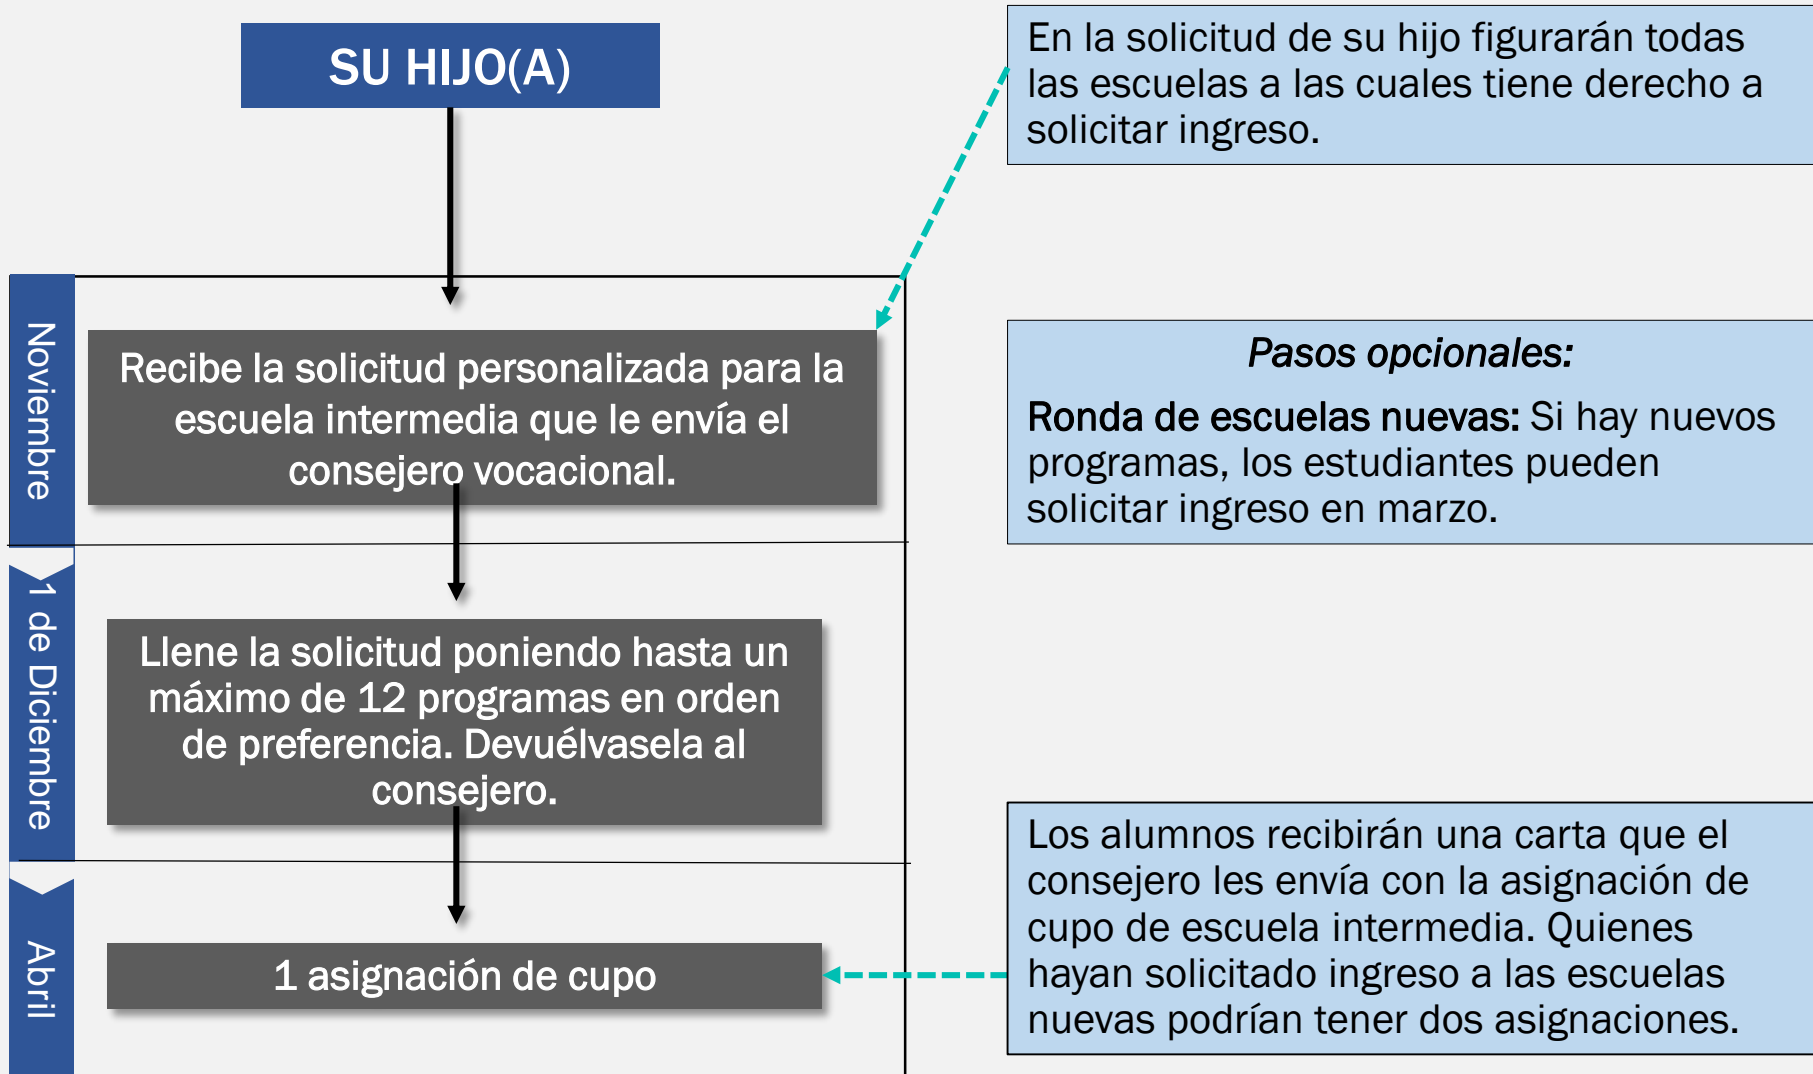 SU HIJO(A)
En la solicitud de su hijo figurarán todas
las escuelas a las cuales tiene derecho a
solicitar ingreso.
Noviembre
Recibe la solicitud personalizada para la
escuela intermedia que le envía el
consejero vocacional.
Pasos opcionales:
Ronda de escuelas nuevas: Si hay nuevos
programas, los estudiantes pueden
solicitar ingreso en marzo.
1 de Diciembre
Llene la solicitud poniendo hasta un
máximo de 12 programas en orden
de preferencia. Devuélvasela al
consejero.
Abril
1 asignación de cupo
Los alumnos recibirán una carta que el
consejero les envía con la asignación de
cupo de escuela intermedia. Quienes
hayan solicitado ingreso a las escuelas
nuevas podrían tener dos asignaciones.